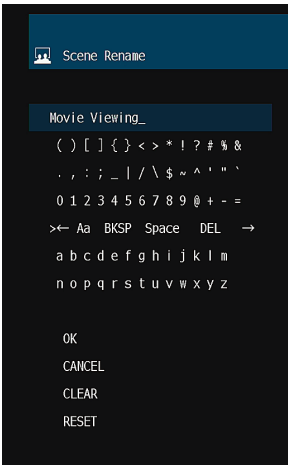 Scene Rename
Movie Viewing_
( ) [ ] { } < > * ! ? # % &
. , : ; _ | / \ $ ~ ^ ' " `
0 1 2 3 4 5 6 7 8 9 @ + - =
>← Aa BKSP Space DEL →
a b c d e f g h i j k l m
n o p q r s t u v w x y z
OK
CANCEL
CLEAR
RESET